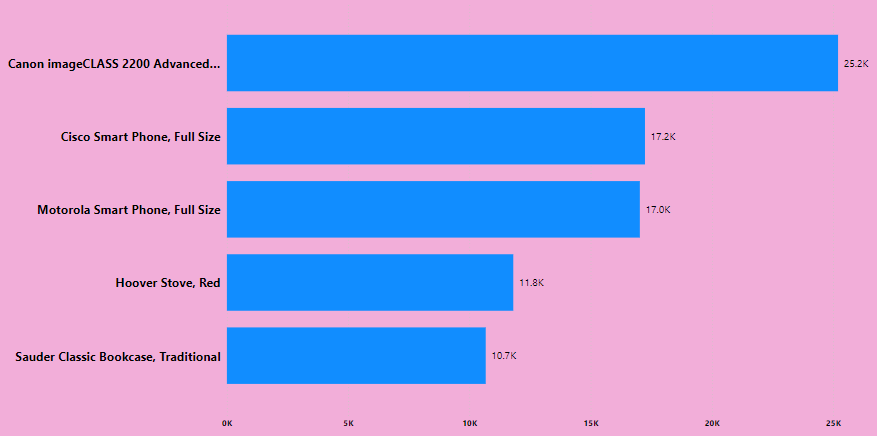 Canon imageCLASS 2200 Advanced... 25.2K
Cisco Smart Phone, Full Size 17.2K
Motorola Smart Phone, Full Size 17.0K
Hoover Stove, Red 11.8K
Sauder Classic Bookcase, Traditional 10.7K
0K 5K 10K 15K 20K 25K